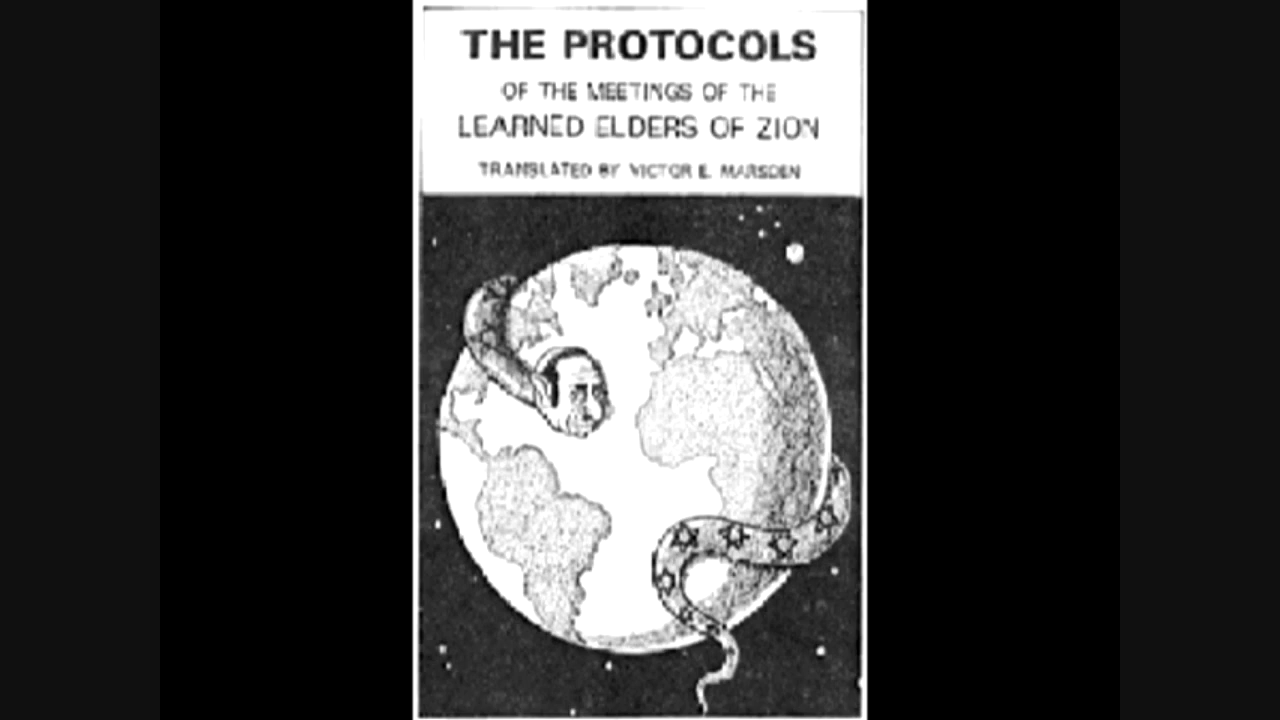 THE PROTOCOLS
OF THE MEETINGS OF THE
LEARNED ELDERS OF ZION
TRANSLATED BY VICTOR E. MARSDEN